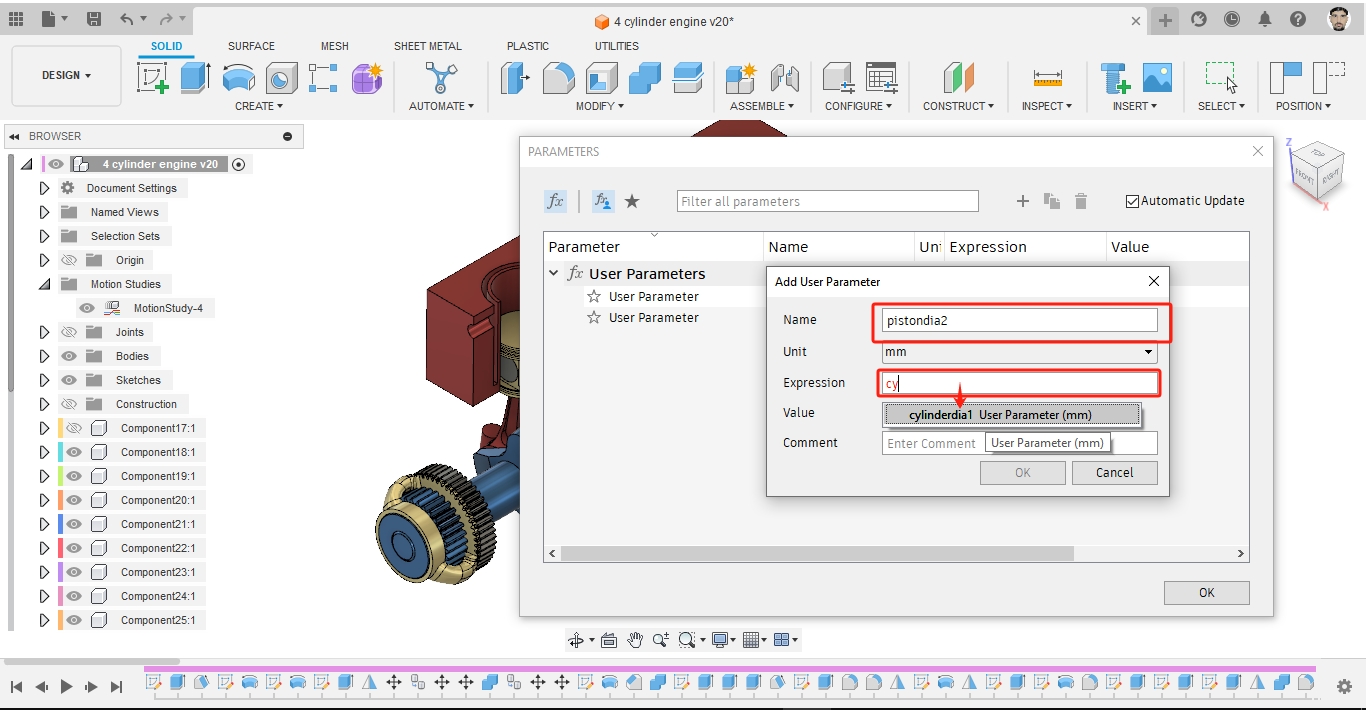 4 cylinder engine v20*
SOLID SURFACE MESH SHEET METAL PLASTIC UTILITIES
DESIGN
CREATE AUTOMATE MODIFY ASSEMBLE CONFIGURE CONSTRUCT INSPECT INSERT SELECT POSITION
BROWSER
4 cylinder engine v20
Document Settings
Named Views
Selection Sets
Origin
Motion Studies
MotionStudy-4
Joints
Bodies
Sketches
Construction
Component17:1
Component18:1
Component19:1
Component20:1
Component21:1
Component22:1
Component23:1
Component24:1
Component25:1
PARAMETERS
fx fx Filter all parameters Automatic Update
Parameter Name Uni Expression Value
fx User Parameters
User Parameter
User Parameter
Add User Parameter
Name pistondia2
Unit mm
Expression cy
Value cylinderdia1 User Parameter (mm)
Comment Enter Comment User Parameter (mm)
OK Cancel
OK
Z
TOP
FRONT RIGHT
X